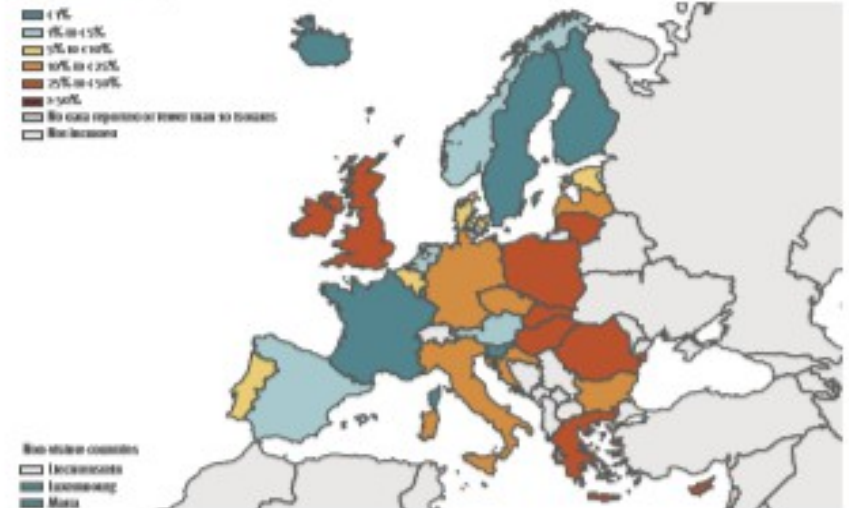 < 1%
1% to < 5%
5% to < 10%
10% to < 25%
25% to < 50%
≥ 50%
No data reported or fewer than 10 isolates
Not included
Non-visible countries
Liechtenstein
Luxembourg
Malta